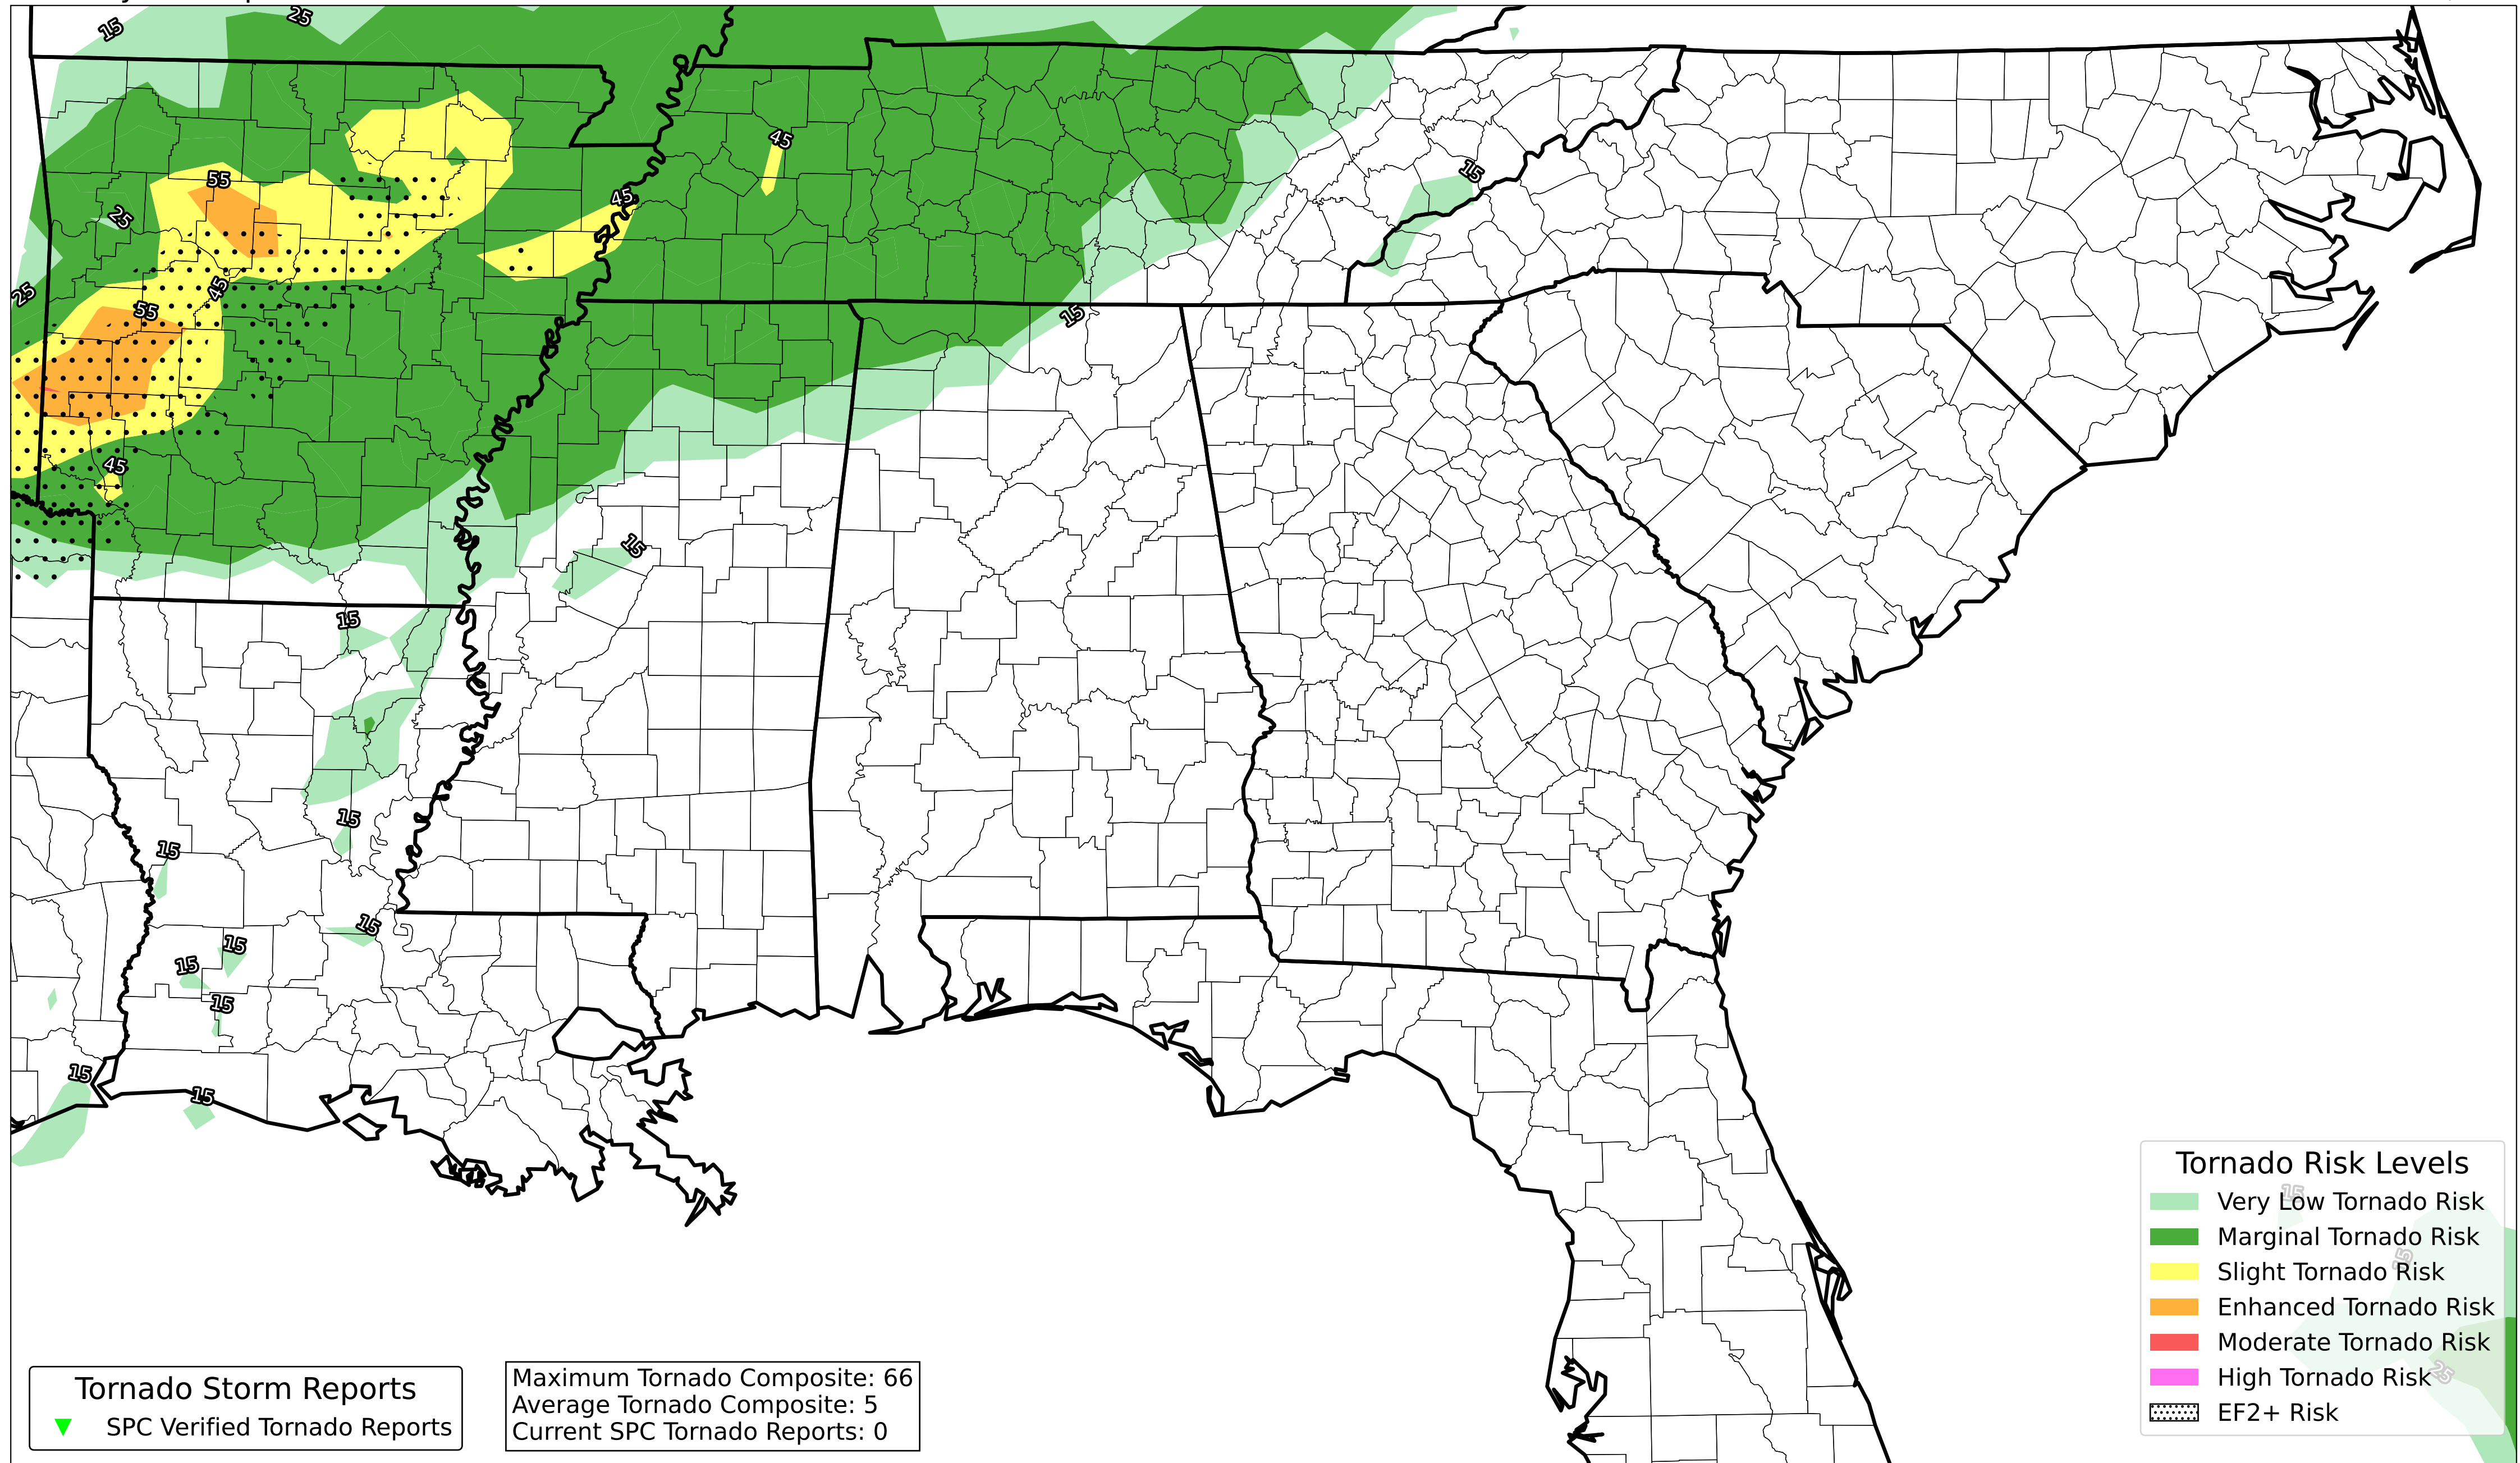 15
25
45
55
25
45
15
25
45
55
15
45
15
15
15
15
15
15
15
15
15
Tornado Risk Levels
Very Low Tornado Risk
Marginal Tornado Risk
Slight Tornado Risk
Enhanced Tornado Risk
Moderate Tornado Risk
High Tornado Risk
EF2+ Risk
15
25
Tornado Storm Reports
SPC Verified Tornado Reports
Maximum Tornado Composite: 66
Average Tornado Composite: 5
Current SPC Tornado Reports: 0